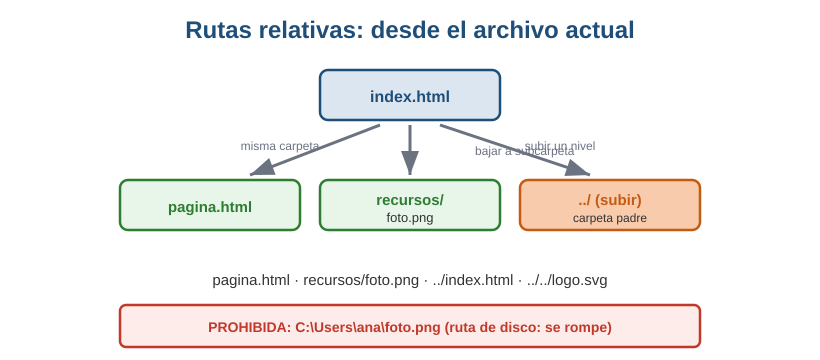 Rutas relativas: desde el archivo actual
index.html
misma carpeta
subir un nivel
bajar a subcarpeta
pagina.html
recursos/
foto.png
../ (subir)
carpeta padre
pagina.html · recursos/foto.png · ../index.html · ../../logo.svg
PROHIBIDA: C:\Users\ana\foto.png (ruta de disco: se rompe)